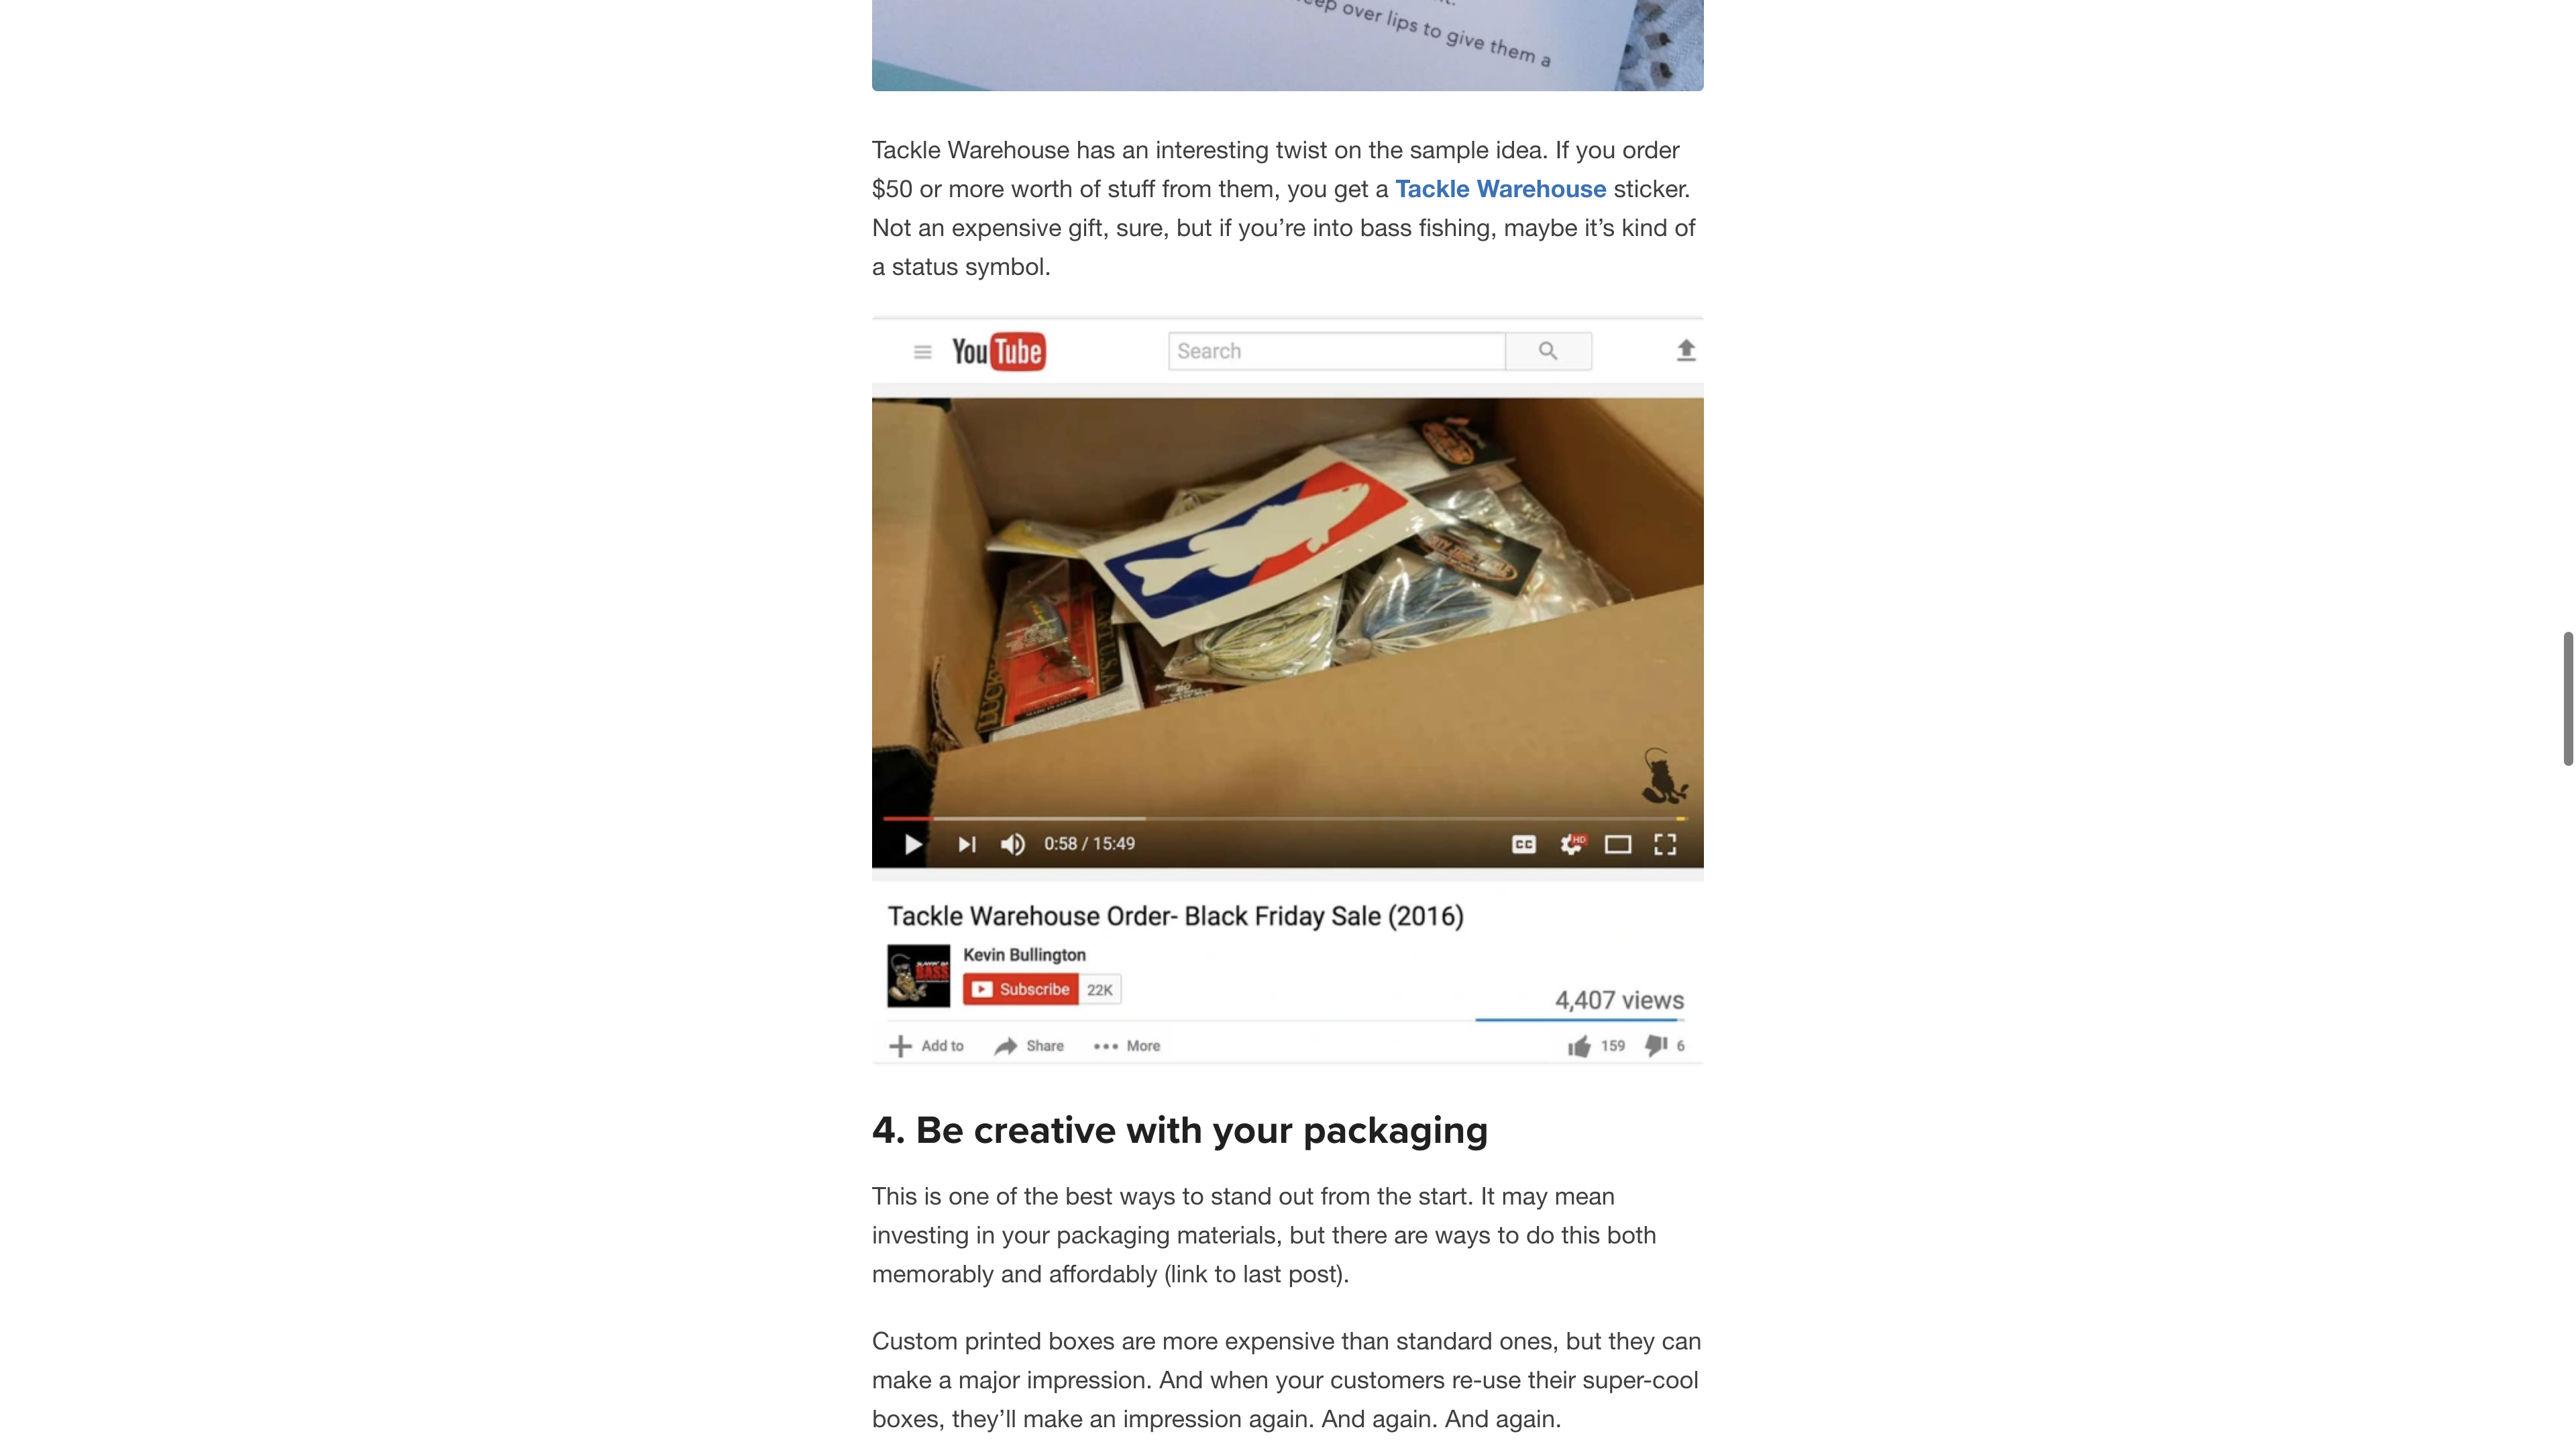 eep over lips to give them a
Tackle Warehouse has an interesting twist on the sample idea. If you order
$50 or more worth of stuff from them, you get a Tackle Warehouse sticker.
Not an expensive gift, sure, but if you’re into bass fishing, maybe it’s kind of
a status symbol.
YouTube
Search
LUCKY
0:58 / 15:49
CC
HD
Tackle Warehouse Order- Black Friday Sale (2016)
Kevin Bullington
BASS
Subscribe 22K
4,407 views
Add to Share More 159 6
4. Be creative with your packaging
This is one of the best ways to stand out from the start. It may mean
investing in your packaging materials, but there are ways to do this both
memorably and affordably (link to last post).
Custom printed boxes are more expensive than standard ones, but they can
make a major impression. And when your customers re-use their super-cool
boxes, they’ll make an impression again. And again. And again.